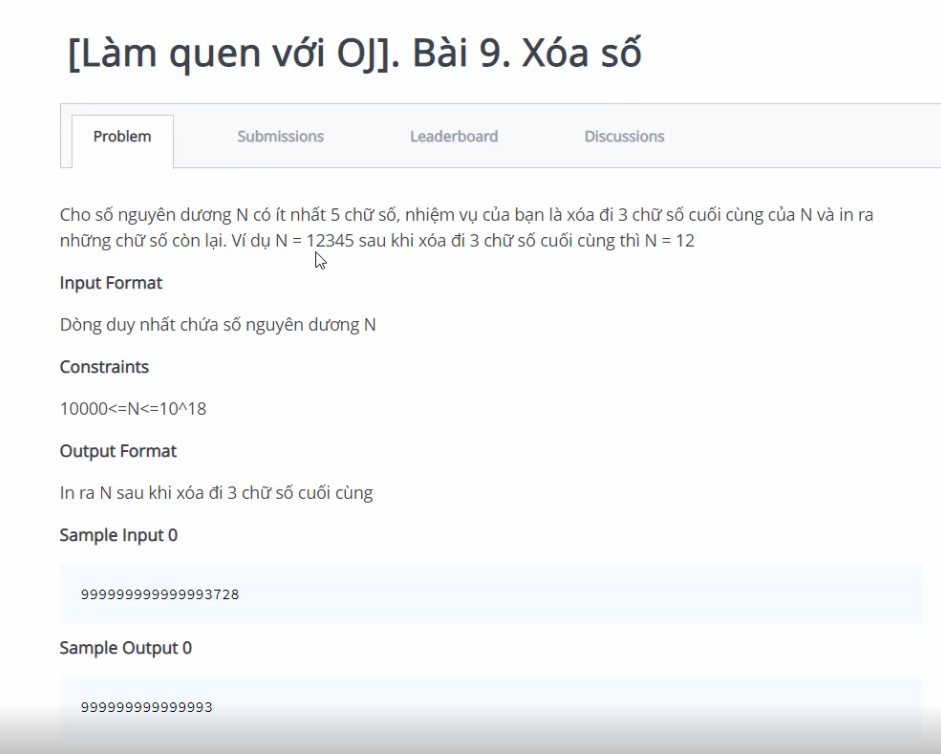 [Làm quen với OJ]. Bài 9. Xóa số
Problem Submissions Leaderboard Discussions
Cho số nguyên dương N có ít nhất 5 chữ số, nhiệm vụ của bạn là xóa đi 3 chữ số cuối cùng của N và in ra
những chữ số còn lại. Ví dụ N = 12345 sau khi xóa đi 3 chữ số cuối cùng thì N = 12
Input Format
Dòng duy nhất chứa số nguyên dương N
Constraints
10000<=N<=10^18
Output Format
In ra N sau khi xóa đi 3 chữ số cuối cùng
Sample Input 0
999999999999993728
Sample Output 0
999999999999993